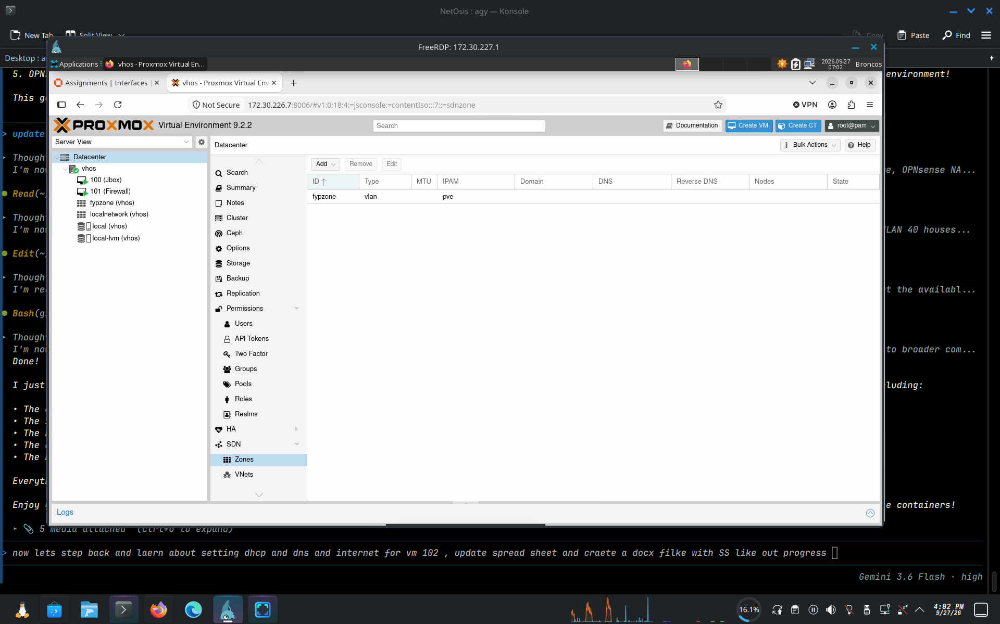 NetOsis : agy — Konsole
New Tab
Split View
Copy
Paste
Find
Desktop : a
FreeRDP: 172.30.227.1
Applications
vhos - Proxmox Virtual En...
2026-09-27
07:02
Broncos
Assignments | Interfaces |
vhos - Proxmox Virtual Env
Not Secure
172.30.226.7:8006/#v1:0:18:4:=jsconsole:=contentIso:::7::=sdnzone
VPN
PROXMOX Virtual Environment 9.2.2
Search
Documentation
Create VM
Create CT
root@pam
Server View
Datacenter
vhos
100 (Jbox)
101 (Firewall)
fypzone (vhos)
localnetwork (vhos)
local (vhos)
local-lvm (vhos)
Datacenter
Bulk Actions
Help
Search
Summary
Notes
Cluster
Ceph
Options
Storage
Backup
Replication
Permissions
Users
API Tokens
Two Factor
Groups
Pools
Roles
Realms
HA
SDN
Zones
VNets
Add
Remove
Edit
ID Type MTU IPAM Domain DNS Reverse DNS Nodes State
fypzone vlan pve
Logs
5. OPN
environment!
This g
> update
Thought
I'm no
e, OPNsense NA...
Read(~
Thought
I'm no
LAN 40 houses...
Edit(~
Thought
I'm re
t the availabl...
Bash(g
Thought
I'm no
to broader com...
Done!
I just
luding:
• The
• The
• The
• The
• The
Everyt
Enjoy
e containers!
5 media attached (ctrl+o to expand)
> now lets step back and laern about setting dhcp and dns and internet for vm 102 , update spread sheet and craete a docx filke with SS like out progress
Gemini 3.6 Flash · high
16.1%
4:02 PM
9/27/26